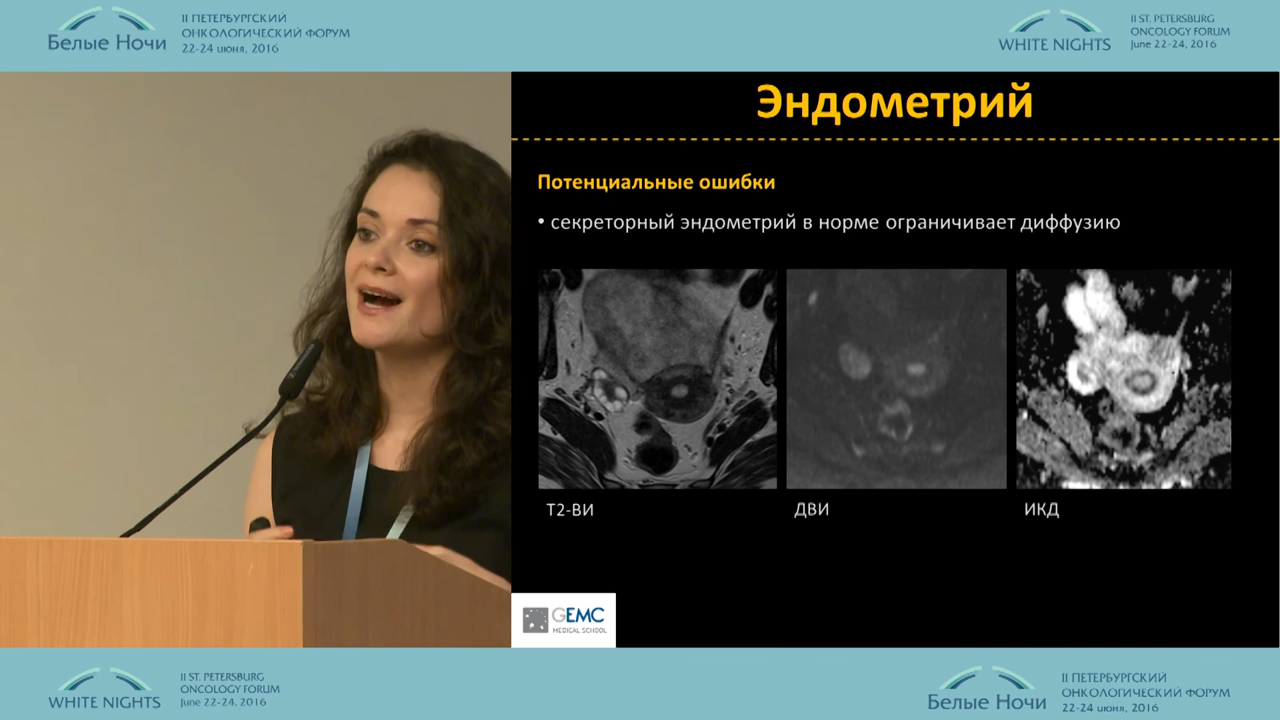 Белые Ночи
II ПЕТЕРБУРГСКИЙ
ОНКОЛОГИЧЕСКИЙ ФОРУМ
22-24 июня, 2016
WHITE NIGHTS
II ST. PETERSBURG
ONCOLOGY FORUM
June 22-24, 2016
Эндометрий
Потенциальные ошибки
• секреторный эндометрий в норме ограничивает диффузию
Т2-ВИ
ДВИ
ИКД
GEMC
MEDICAL SCHOOL
WHITE NIGHTS
II ST. PETERSBURG
ONCOLOGY FORUM
June 22-24, 2016
Белые Ночи
II ПЕТЕРБУРГСКИЙ
ОНКОЛОГИЧЕСКИЙ ФОРУМ
22-24 июня, 2016